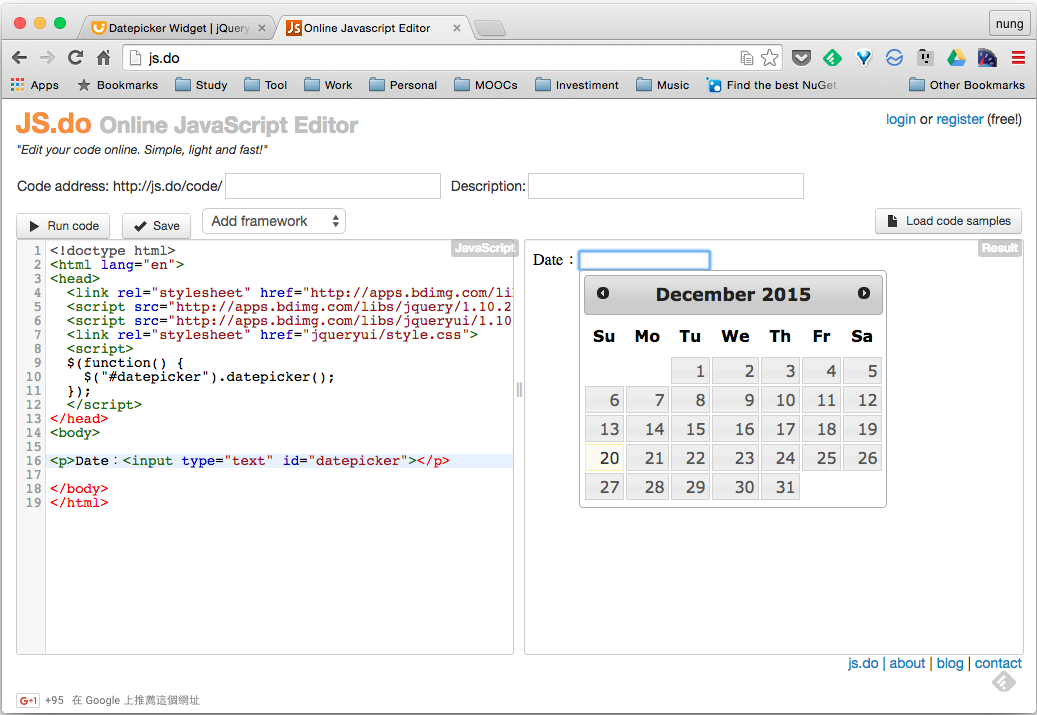 Datepicker Widget | jQuery
Online Javascript Editor
nung
js.do
Apps Bookmarks Study Tool Work Personal MOOCs Investiment Music Find the best NuGet Other Bookmarks
JS.do Online JavaScript Editor
login or register (free!)
"Edit your code online. Simple, light and fast!"
Code address: http://js.do/code/ Description:
Run code Save Add framework Load code samples
JavaScript
1 <!doctype html>
2 <html lang="en">
3 <head>
4 <link rel="stylesheet" href="http://apps.bdimg.com/li
5 <script src="http://apps.bdimg.com/libs/jquery/1.10.2
6 <script src="http://apps.bdimg.com/libs/jqueryui/1.10
7 <link rel="stylesheet" href="jqueryui/style.css">
8 <script>
9 $(function() {
10 $("#datepicker").datepicker();
11 });
12 </script>
13 </head>
14 <body>
15
16 <p>Date：<input type="text" id="datepicker"></p>
17
18 </body>
19 </html>
Result
Date：
December 2015
Su Mo Tu We Th Fr Sa
1 2 3 4 5
6 7 8 9 10 11 12
13 14 15 16 17 18 19
20 21 22 23 24 25 26
27 28 29 30 31
js.do | about | blog | contact
G+1 +95 在 Google 上推薦這個網址